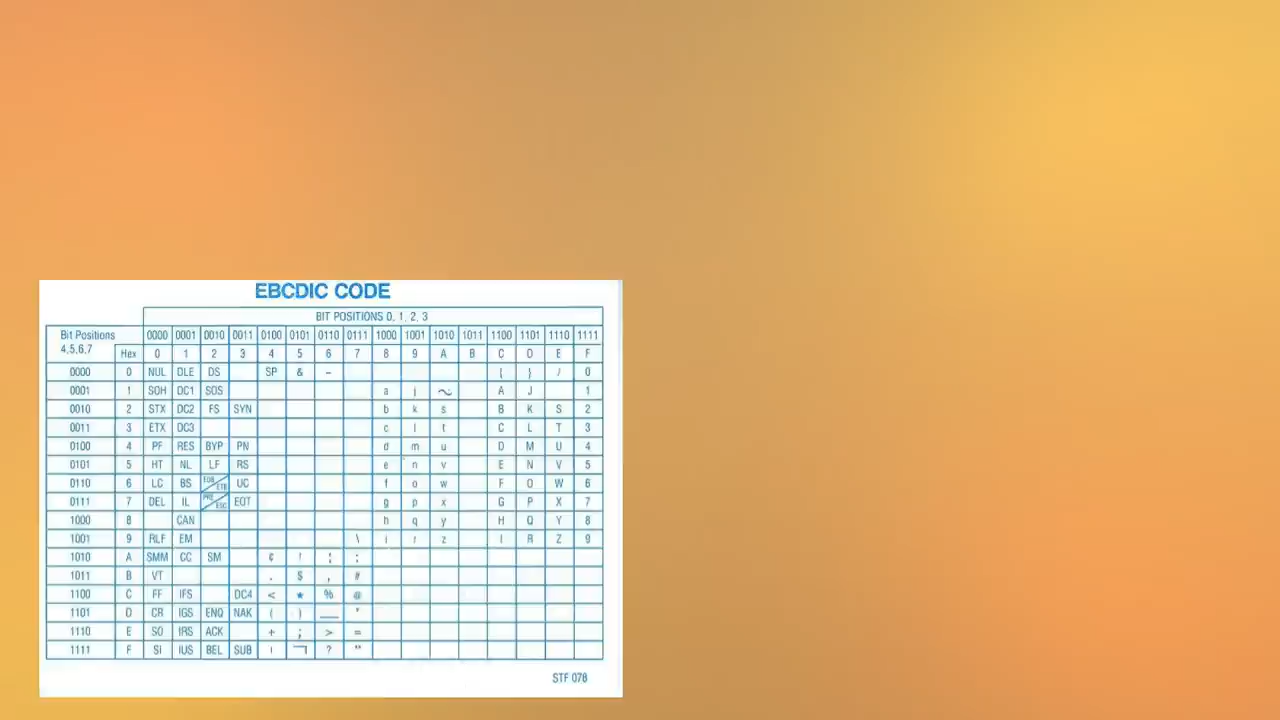 EBCDIC CODE
BIT POSITIONS 0, 1, 2, 3
Bit Positions 0000 0001 0010 0011 0100 0101 0110 0111 1000 1001 1010 1011 1100 1101 1110 1111
4,5,6,7 Hex 0 1 2 3 4 5 6 7 8 9 A B C D E F
0000 0 NUL DLE DS SP & – { } / 0
0001 1 SOH DC1 SOS a j ~ A J 1
0010 2 STX DC2 FS SYN b k s B K S 2
0011 3 ETX DC3 c l t C L T 3
0100 4 PF RES BYP PN d m u D M U 4
0101 5 HT NL LF RS e n v E N V 5
0110 6 LC BS EOB ETB UC f o w F O W 6
0111 7 DEL IL PRE ESC EOT g p x G P X 7
1000 8 CAN h q y H Q Y 8
1001 9 RLF EM \ i r z I R Z 9
1010 A SMM CC SM ¢ ! ¦ :
1011 B VT . $ , #
1100 C FF IFS DC4 < * % @
1101 D CR IGS ENQ NAK ( ) _ '
1110 E SO IRS ACK + ; > =
1111 F SI IUS BEL SUB | ¬ ? "
STF 078